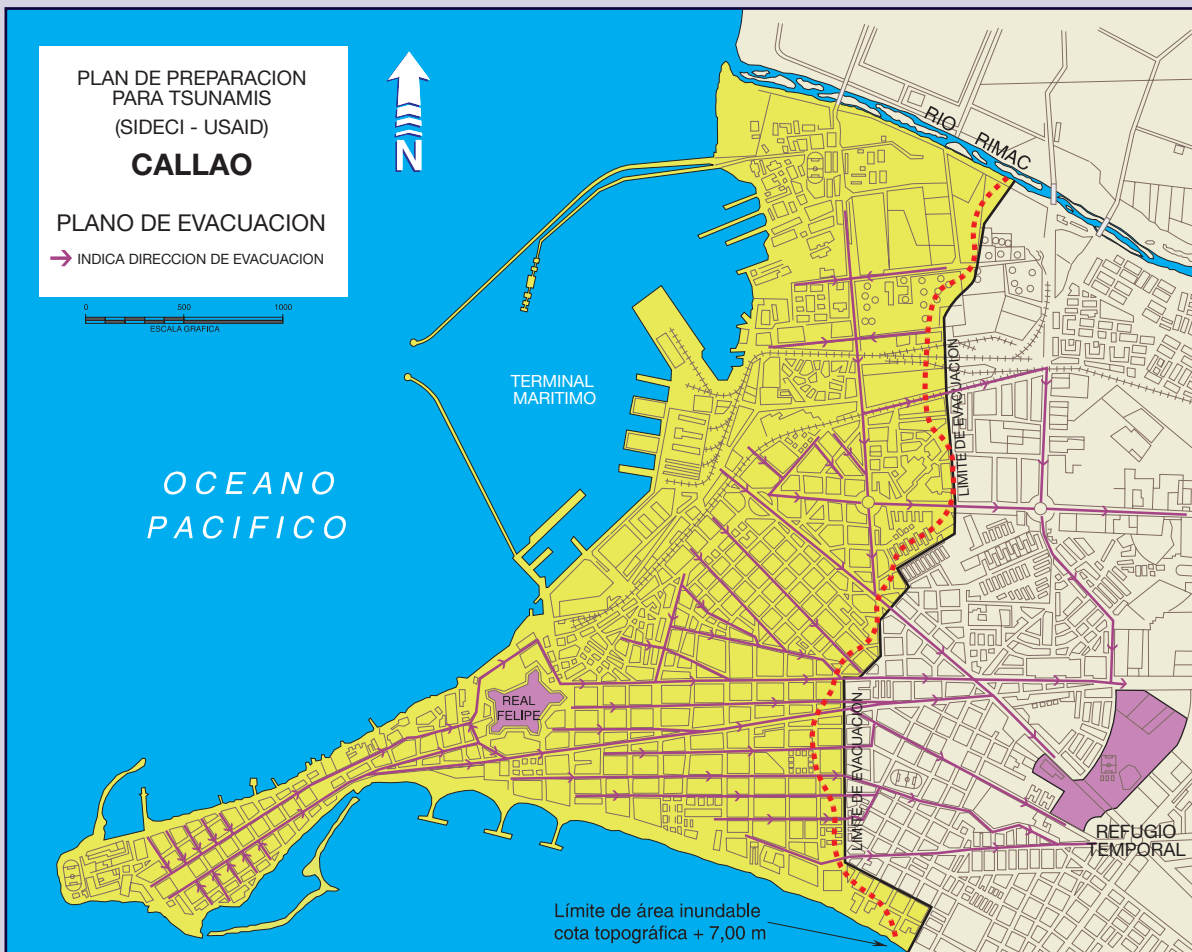 PLAN DE PREPARACION
PARA TSUNAMIS
(SIDECI - USAID)
CALLAO
PLANO DE EVACUACION
INDICA DIRECCION DE EVACUACION
0 500 1000
ESCALA GRAFICA
N
RIO RIMAC
TERMINAL
MARITIMO
LIMITE DE EVACUACION
OCEANO
PACIFICO
REAL
FELIPE
LIMITE DE EVACUACION
REFUGIO
TEMPORAL
Límite de área inundable
cota topográfica + 7,00 m